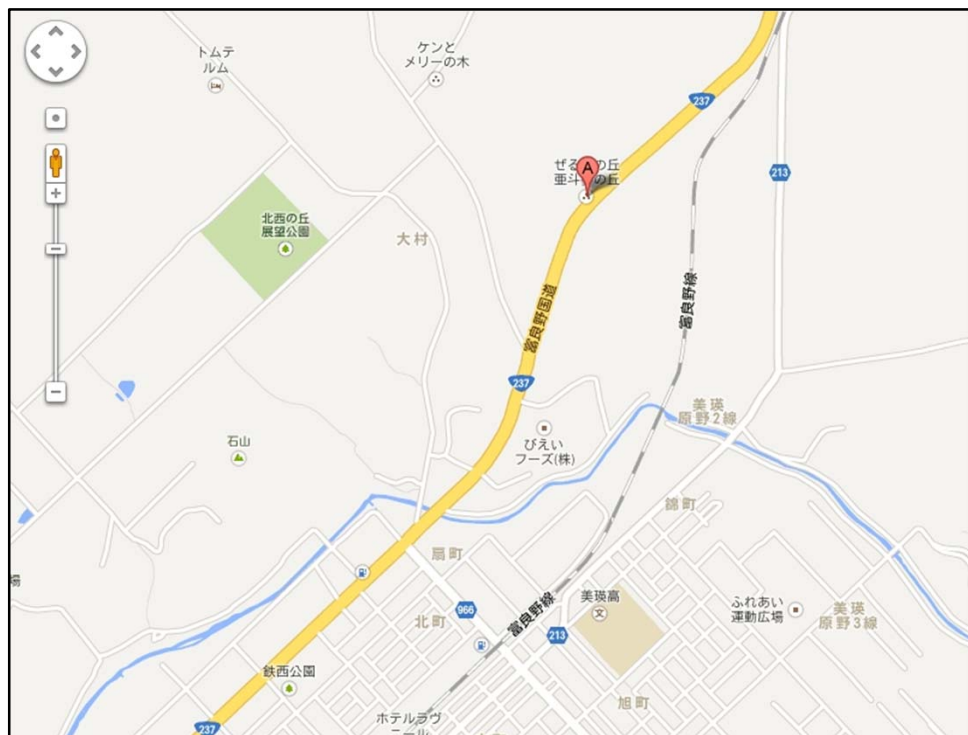 トムテ
ルム
ケンと
メリーの木
237
ぜる の丘
亜斗 の丘
213
北西の丘
展望公園
大村
富良野国道
富良野線
237
美瑛
原野2線
びえい
フーズ(株)
石山
錦町
扇町
場
美瑛高
ふれあい
運動広場
美瑛
原野3線
966
北町
富良野線
213
鉄西公園
旭町
ホテルラヴ
ニール
237
A